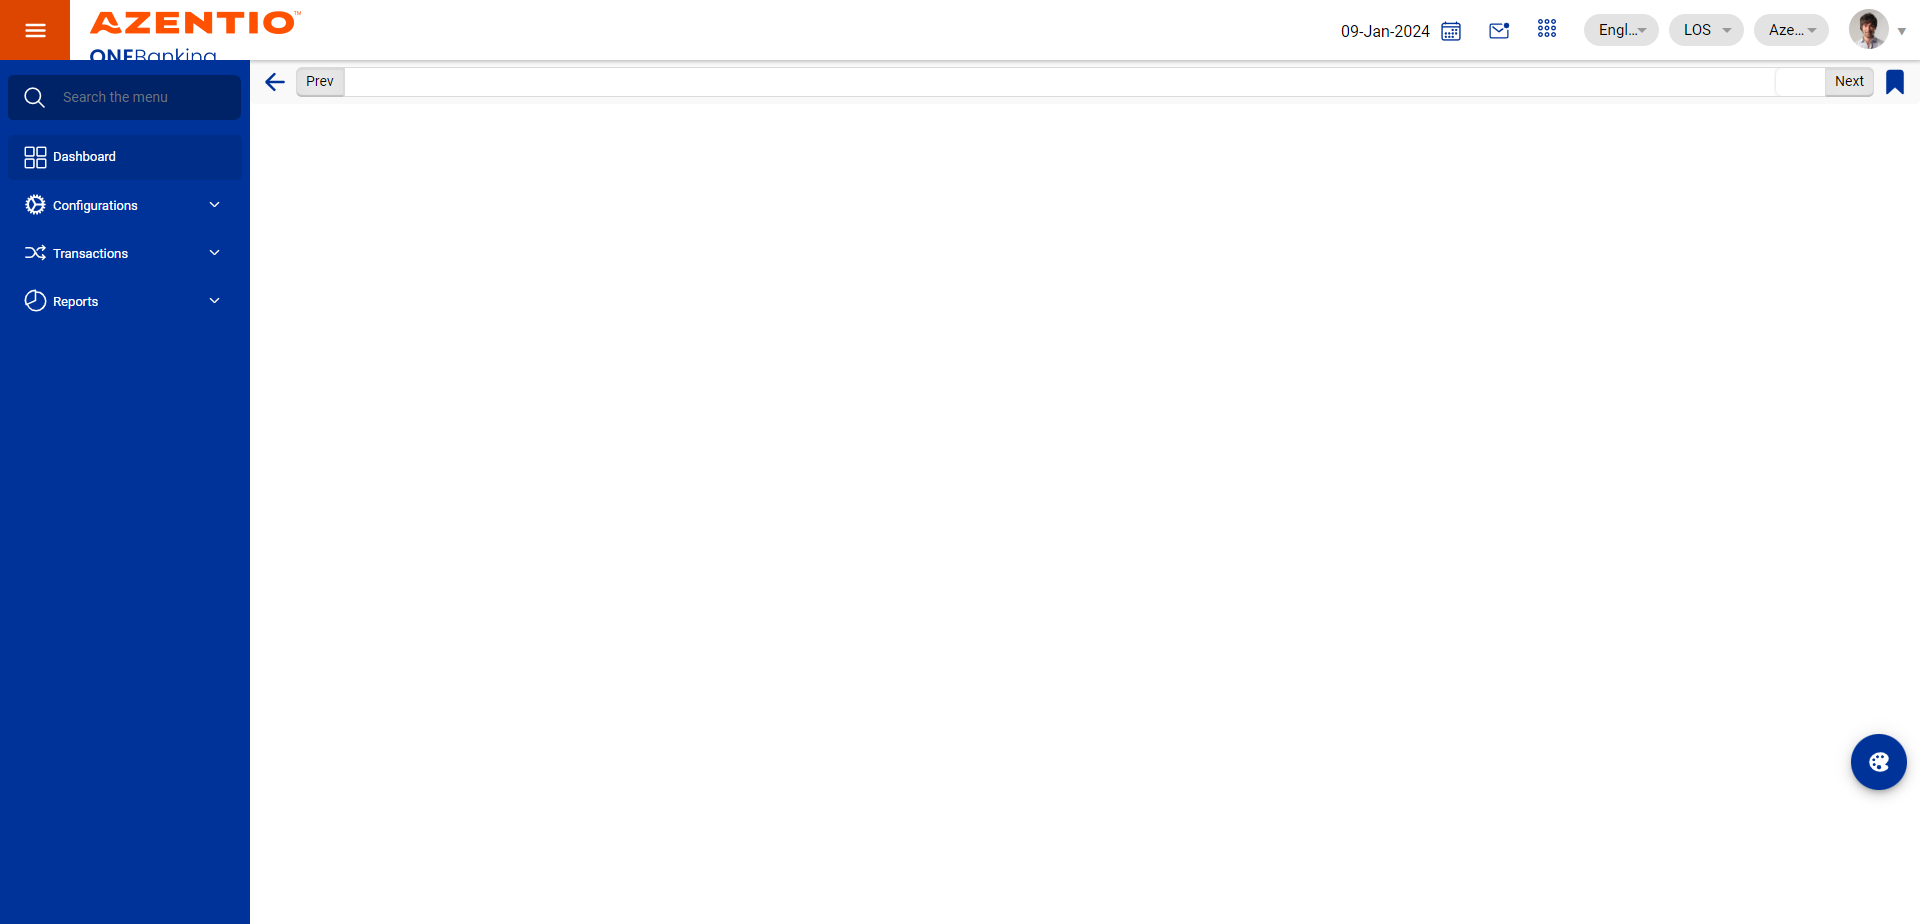 AZENTIO™
ONEBanking
09-Jan-2024
Engl...
LOS
Aze...
Search the menu
Prev
Next
Dashboard
Configurations
Transactions
Reports